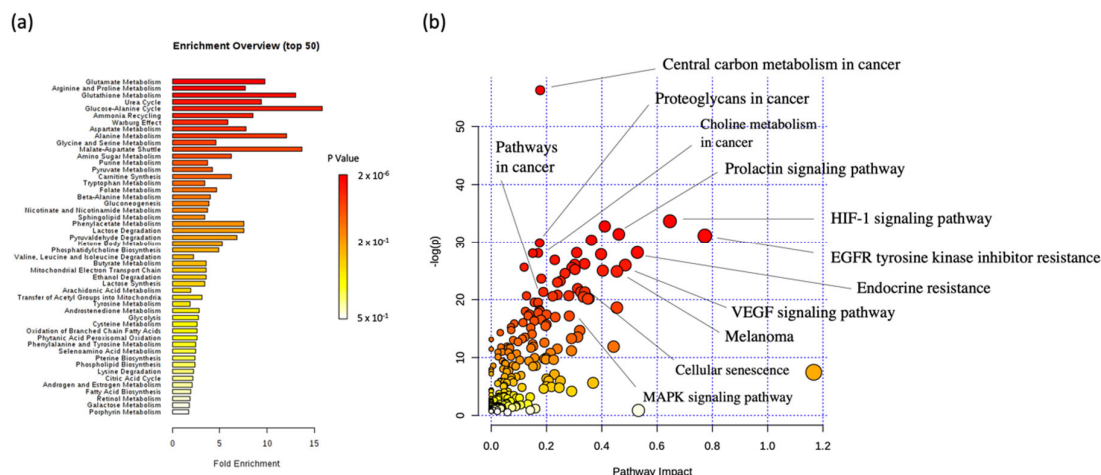 (a)
(b)
Enrichment Overview (top 50)
Glutamate Metabolism
Arginine and Proline Metabolism
Glutathione Metabolism
Urea Cycle
Glucose-Alanine Cycle
Ammonia Recycling
Warburg Effect
Aspartate Metabolism
Alanine Metabolism
Glycine and Serine Metabolism
Malate-Aspartate Shuttle
Amino Sugar Metabolism
Purine Metabolism
Pyruvate Metabolism
Carnitine Synthesis
Tryptophan Metabolism
Folate Metabolism
Beta-Alanine Metabolism
Gluconeogenesis
Nicotinate and Nicotinamide Metabolism
Sphingolipid Metabolism
Phenylacetate Metabolism
Lactose Degradation
Pyruvaldehyde Degradation
Ketone Body Metabolism
Phosphatidylcholine Biosynthesis
Valine, Leucine and Isoleucine Degradation
Butyrate Metabolism
Mitochondrial Electron Transport Chain
Ethanol Degradation
Lactose Synthesis
Arachidonic Acid Metabolism
Transfer of Acetyl Groups into Mitochondria
Tyrosine Metabolism
Androstenedione Metabolism
Glycolysis
Cysteine Metabolism
Oxidation of Branched Chain Fatty Acids
Phytanic Acid Peroxisomal Oxidation
Phenylalanine and Tyrosine Metabolism
Selenoamino Acid Metabolism
Pterine Biosynthesis
Phospholipid Biosynthesis
Lysine Degradation
Citric Acid Cycle
Androgen and Estrogen Metabolism
Fatty Acid Biosynthesis
Retinol Metabolism
Galactose Metabolism
Porphyrin Metabolism
0 5 10 15
Fold Enrichment
P Value
2 x10-6
2 x10-1
5 x10-1
Central carbon metabolism in cancer
Proteoglycans in cancer
Choline metabolism
in cancer
Pathways
in cancer
Prolactin signaling pathway
HIF-1 signaling pathway
EGFR tyrosine kinase inhibitor resistance
Endocrine resistance
VEGF signaling pathway
Melanoma
Cellular senescence
MAPK signaling pathway
-log(p)
50
40
30
20
10
0
0.0 0.2 0.4 0.6 0.8 1.0 1.2
Pathway Impact